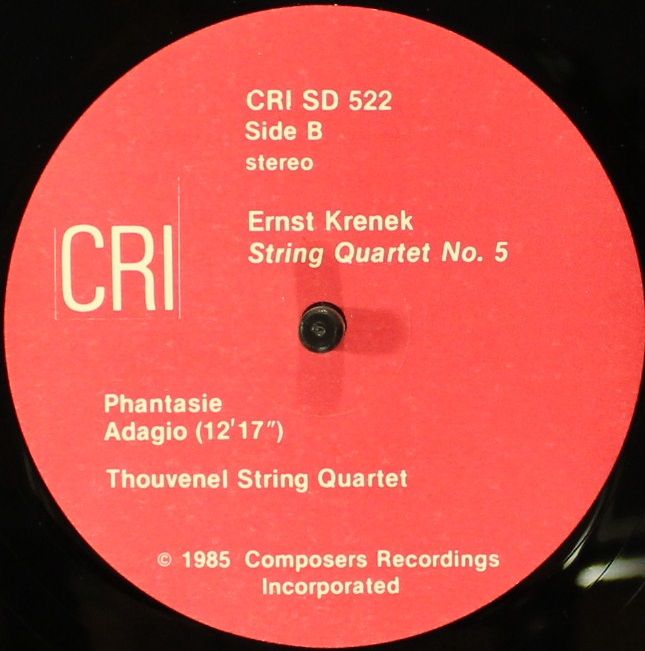 CRI SD 522
Side B
stereo
Ernst Krenek
String Quartet No. 5
CRI
Phantasie
Adagio (12'17")
Thouvenel String Quartet
© 1985 Composers Recordings
Incorporated